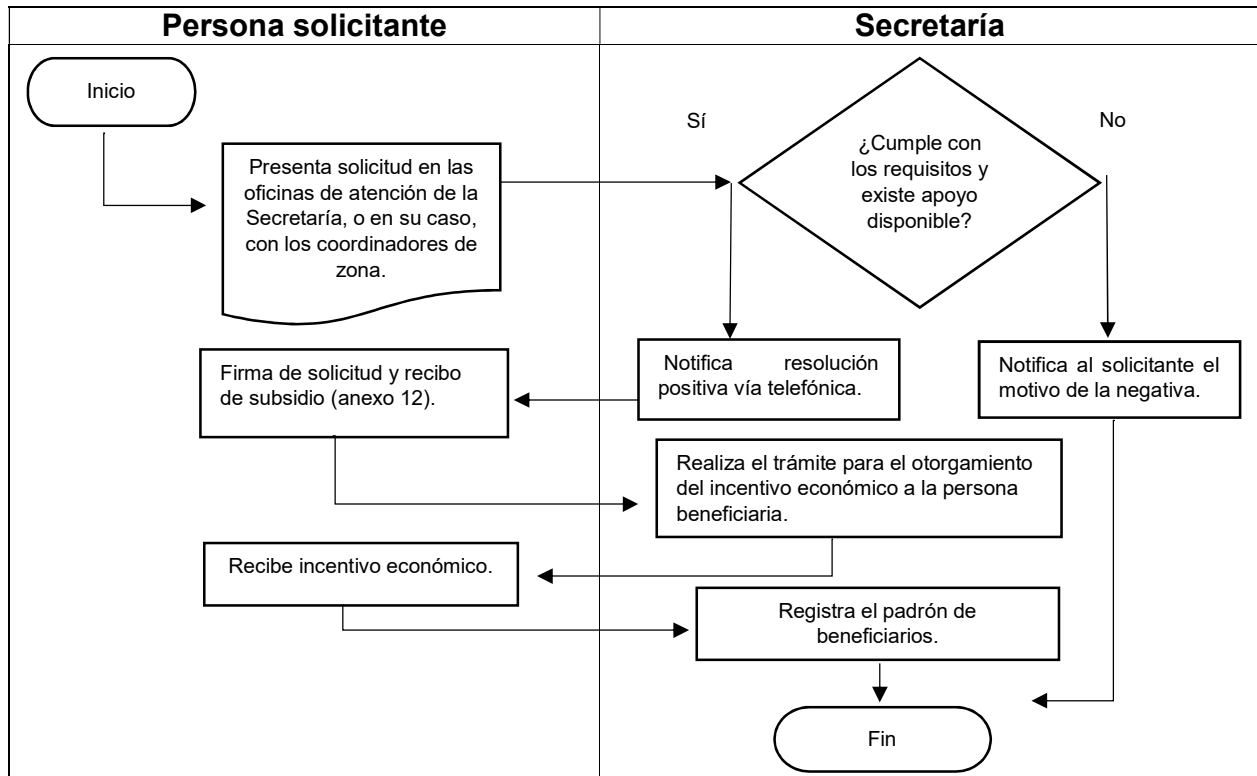 Persona solicitante
Secretaría
Inicio
Presenta solicitud en las
oficinas de atención de la
Secretaría, o en su caso,
con los coordinadores de
zona.
Sí
¿Cumple con
los requisitos y
existe apoyo
disponible?
No
Notifica resolución
positiva vía telefónica.
Notifica al solicitante el
motivo de la negativa.
Firma de solicitud y recibo
de subsidio (anexo 12).
Realiza el trámite para el otorgamiento
del incentivo económico a la persona
beneficiaria.
Recibe incentivo económico.
Registra el padrón de
beneficiarios.
Fin